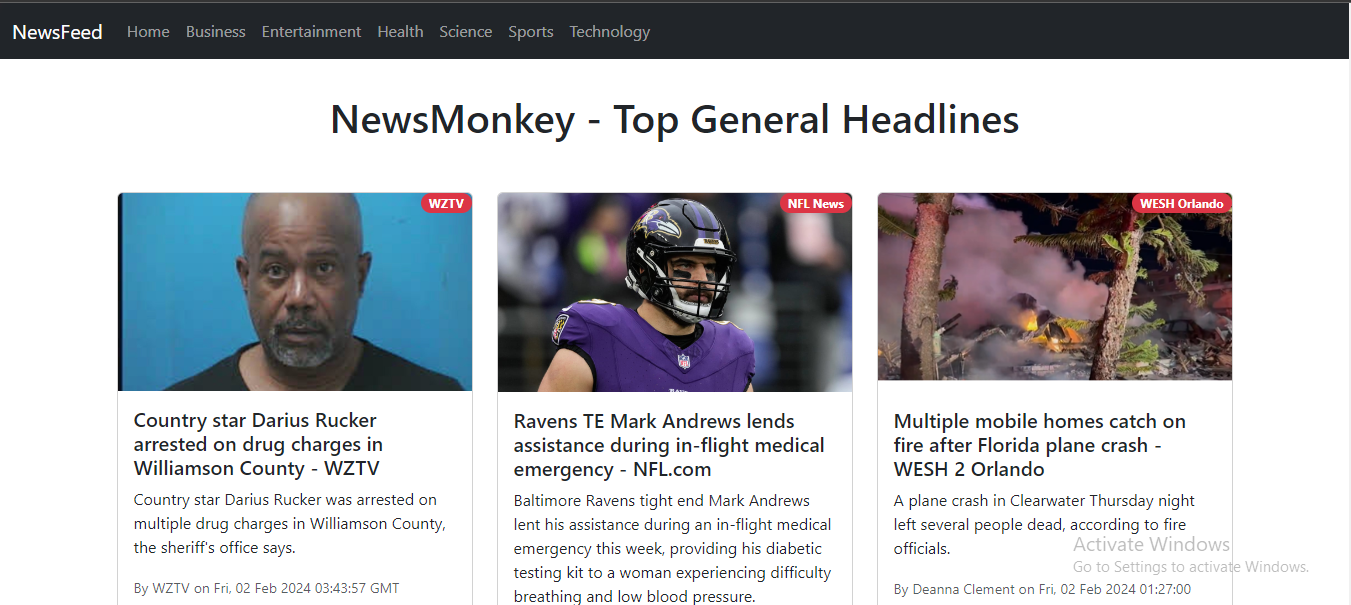 NewsFeed Home Business Entertainment Health Science Sports Technology
NewsMonkey - Top General Headlines
WZTV
Country star Darius Rucker
arrested on drug charges in
Williamson County - WZTV
Country star Darius Rucker was arrested on
multiple drug charges in Williamson County,
the sheriff's office says.
By WZTV on Fri, 02 Feb 2024 03:43:57 GMT
NFL News
Ravens TE Mark Andrews lends
assistance during in-flight medical
emergency - NFL.com
Baltimore Ravens tight end Mark Andrews
lent his assistance during an in-flight medical
emergency this week, providing his diabetic
testing kit to a woman experiencing difficulty
breathing and low blood pressure.
WESH Orlando
Multiple mobile homes catch on
fire after Florida plane crash -
WESH 2 Orlando
A plane crash in Clearwater Thursday night
left several people dead, according to fire
officials.
By Deanna Clement on Fri, 02 Feb 2024 01:27:00
Activate Windows
Go to Settings to activate Windows.